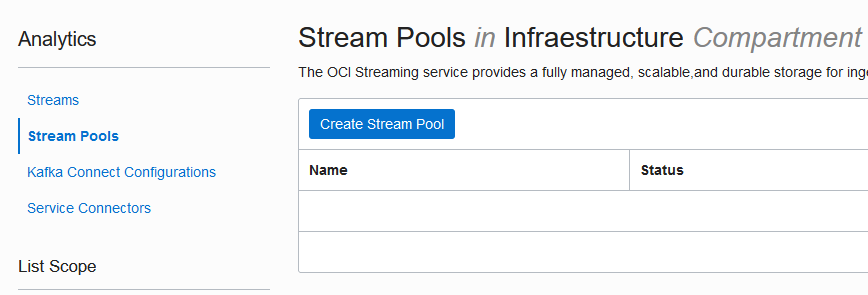 Analytics
Streams
Stream Pools
Kafka Connect Configurations
Service Connectors
List Scope
Stream Pools in Infraestructure Compartment
The OCI Streaming service provides a fully managed, scalable,and durable storage for
Create Stream Pool
Name Status